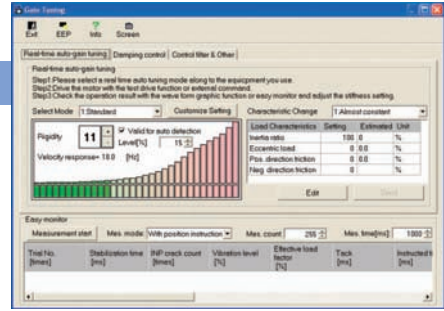 Gain Tuning
Exit EEP Info Screen
Real-time auto-gain tuning Damping control Control filter & Other
Real-time auto-gain tuning
Step1:Please select a real time auto tuning mode along to the equipment you use.
Step2:Drive the motor with the test drive function or external command.
Step3:Check the operation result with the wave form graphic function or easy monitor and adjust the stiffness setting.
Select Mode 1:Standard Customize Setting Characteristic Change 1:Almost constant
Rigidity 11 Valid for auto detection
Level[%] 15
Velocity response= 18.0 [Hz]
Load Characteristics Setting Estimated Unit
Inertia ratio 100 0 %
Eccentric load 0 0.0 %
Pos. direction friction 0 0.0 %
Neg. direction friction 0 %
Edit Send
Easy monitor
Measurement start Mes. mode: With position instruction Mes. count 255 Mes. time[ms] 1000
Trial No. [times] Stabilization time [ms] INP crack count [times] Vibration level [%] Effective load factor [%] Tack [ms] Instructed ti [ms]